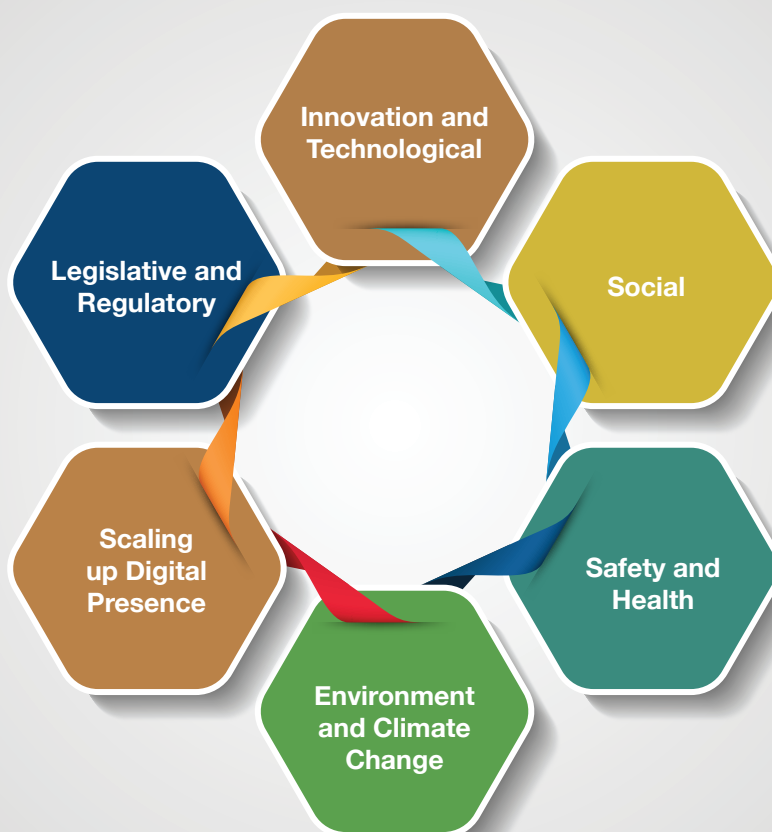 Innovation and
Technological
Social
Safety and
Health
Environment
and Climate
Change
Scaling
up Digital
Presence
Legislative and
Regulatory